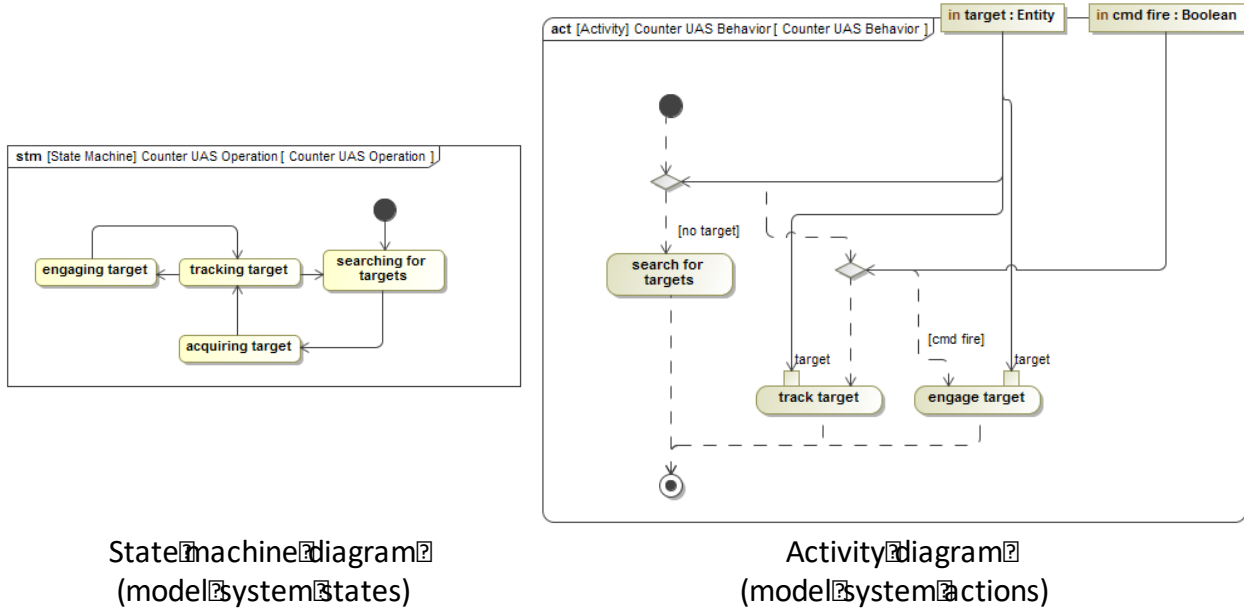 stm [State Machine] Counter UAS Operation [ Counter UAS Operation ]
engaging target
tracking target
searching for
targets
acquiring target
act [Activity] Counter UAS Behavior [ Counter UAS Behavior ]
in target : Entity
in cmd fire : Boolean
[no target]
search for
targets
[cmd fire]
target
target
track target
engage target
State⍰machine⍰diagram⍰
(model⍰system⍰states)
Activity⍰diagram⍰
(model⍰system⍰actions)